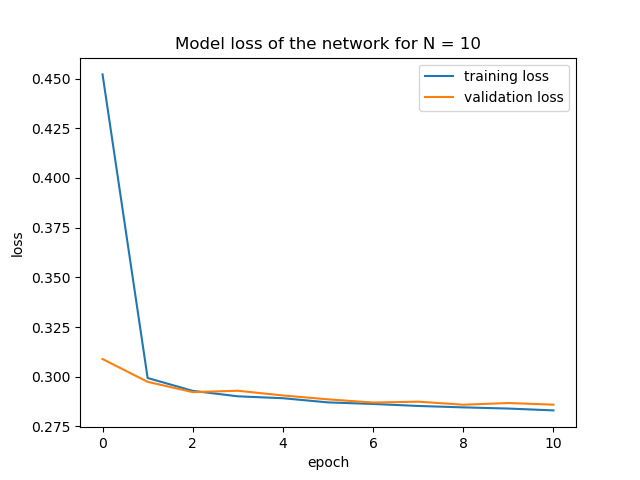 Model loss of the network for N = 10
training loss
validation loss
0.450
0.425
0.400
0.375
0.350
0.325
0.300
0.275
loss
0 2 4 6 8 10
epoch